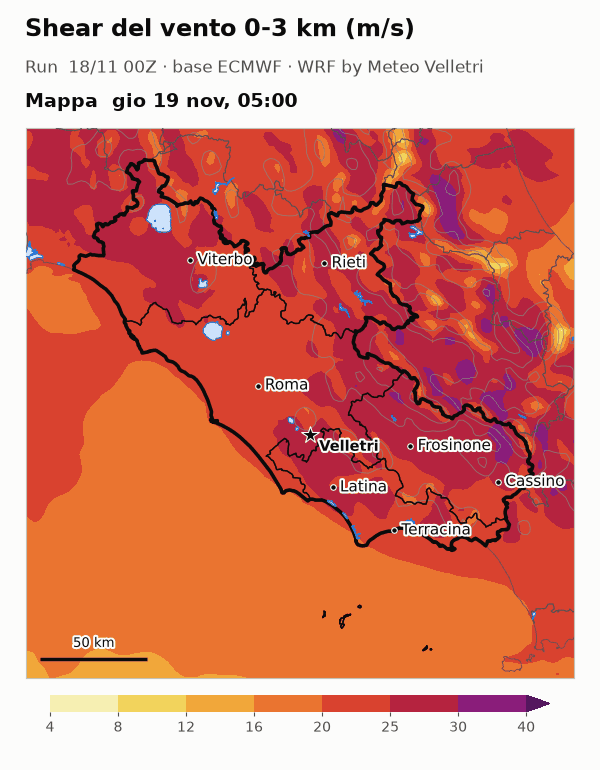 Shear del vento 0-3 km (m/s)
Run  18/11 00Z · base ECMWF · WRF by Meteo Velletri
Mappa  gio 19 nov, 05:00
Viterbo
Rieti
Roma
Velletri
Frosinone
Latina
Cassino
Terracina
50 km
4 8 12 16 20 25 30 40